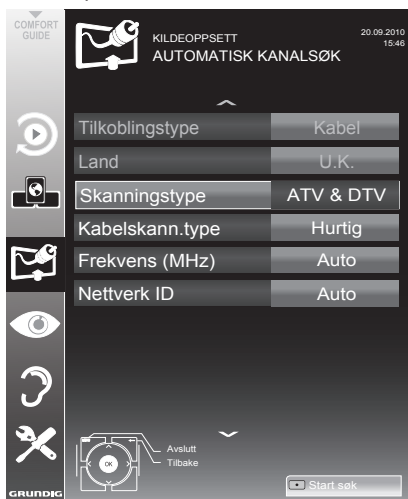 COMFORT
GUIDE
KILDEOPPSETT
AUTOMATISK KANALSØK
20.09.2010
15:46
Tilkoblingstype Kabel
Land U.K.
Skanningstype ATV & DTV
Kabelskann.type Hurtig
Frekvens (MHz) Auto
Nettverk ID Auto
OK
Avslutt
Tilbake
Start søk
GRUNDIG